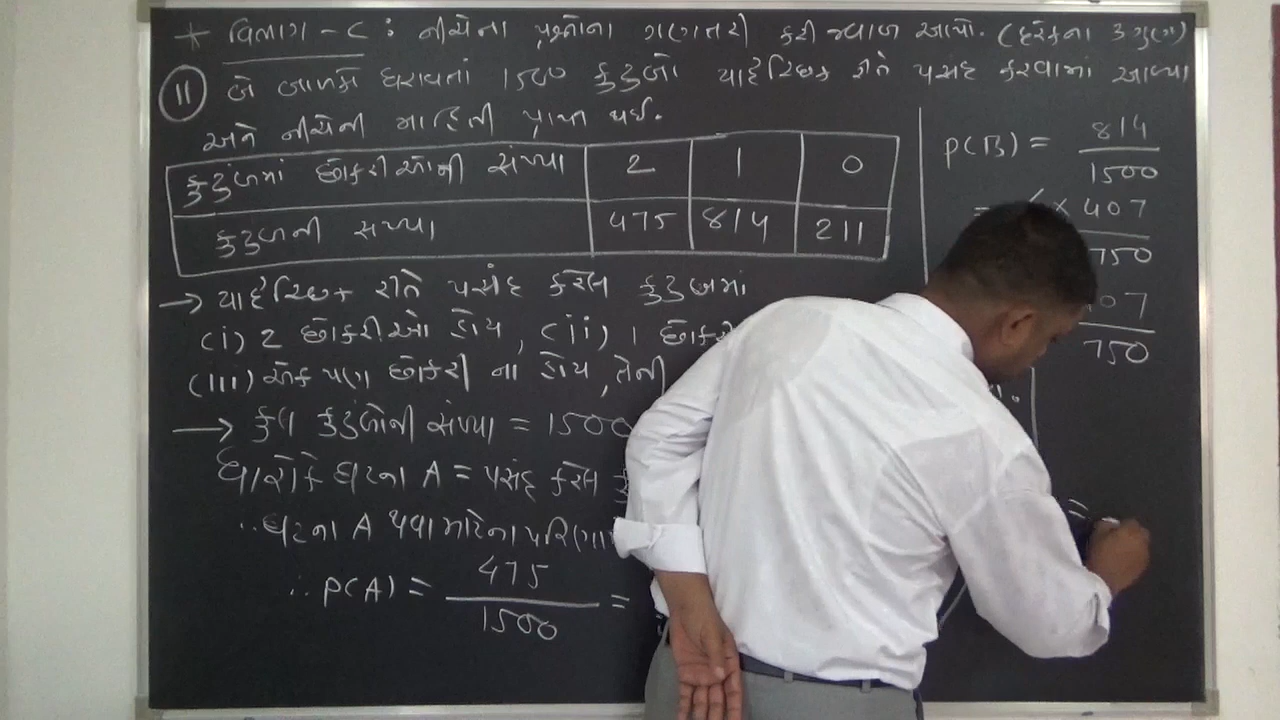 * વિભાગ - C : નીચેના પ્રશ્નોના ગણતરી કરી જવાબ આપો. (દરેકના 3 ગુણ)
(11) બે બાળકો ધરાવતાં 1500 કુટુંબો યાદૈચ્છિક રીતે પસંદ કરવામાં આવ્યા
અને નીચેની માહિતી પ્રાપ્ત થઈ.
કુટુંબમાં છોકરીઓની સંખ્યા 2 1 0
કુટુંબની સંખ્યા 475 814 211
→ યાદૈચ્છિક રીતે પસંદ કરેલ કુટુંબમાં
(i) 2 છોકરીઓ હોય, (ii) 1 છોકરી
(iii) એક પણ છોકરી ના હોય, તેની
→ કુલ કુટુંબોની સંખ્યા = 1500
ધારોકે ઘટના A = પસંદ કરેલ
∴ ઘટના A થવા માટેના પરિણામ
∴ P(A) = 475 / 1500 =
P(B) = 814 / 1500
= × 407
750
07
750
=